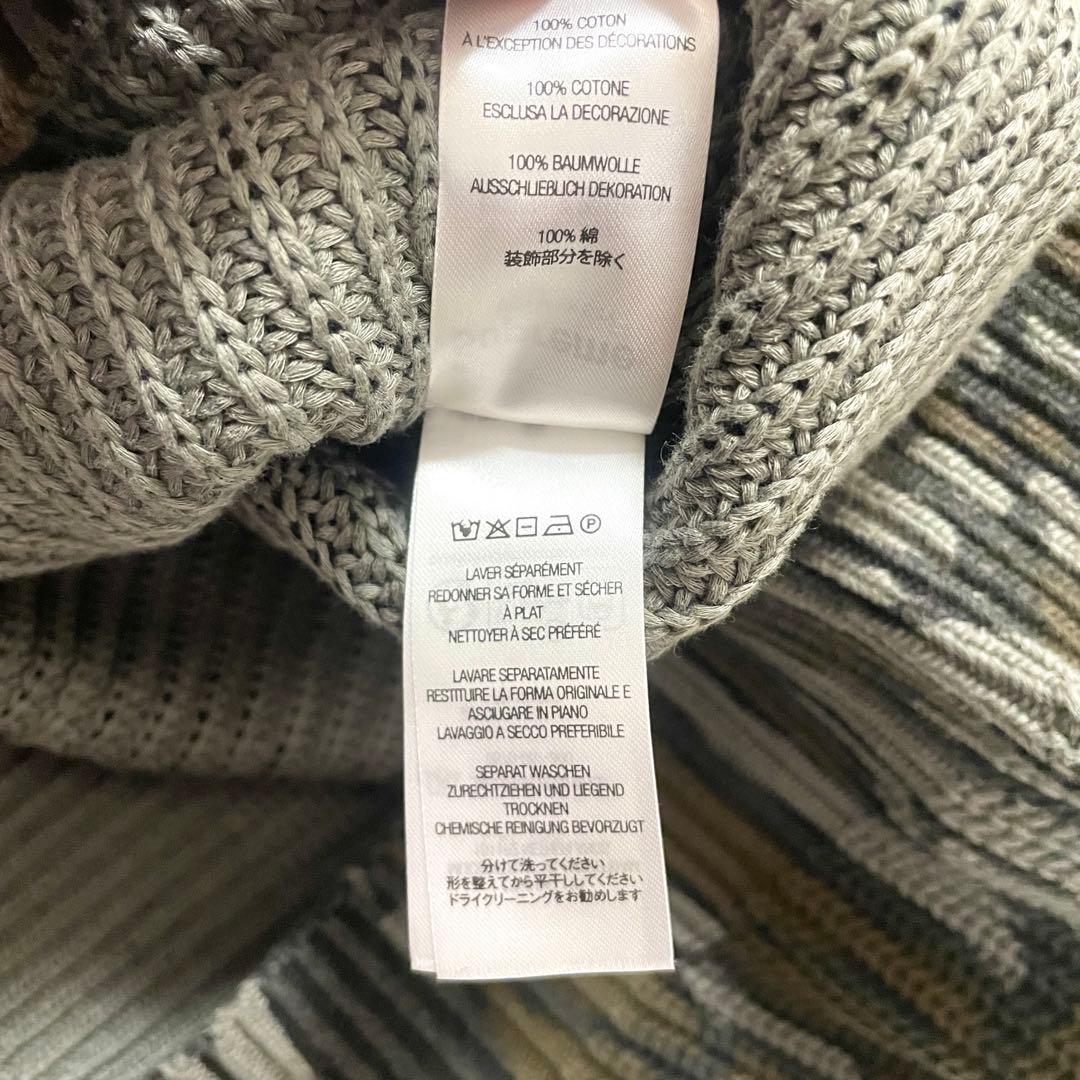 100% COTON
À L'EXCEPTION DES DÉCORATIONS
100% COTONE
ESCLUSA LA DECORAZIONE
100% BAUMWOLLE
AUSSCHLIEBLICH DEKORATION
100% 綿
装飾部分を除く
P
LAVER SÉPARÉMENT
REDONNER SA FORME ET SÉCHER
À PLAT
NETTOYER À SEC PRÉFÉRÉ
LAVARE SEPARATAMENTE
RESTITUIRE LA FORMA ORIGINALE E
ASCIUGARE IN PIANO
LAVAGGIO A SECCO PREFERIBILE
SEPARAT WASCHEN
ZURECHTZIEHEN UND LIEGEND
TROCKNEN
CHEMISCHE REINIGUNG BEVORZUGT
分けて洗ってください
形を整えてから平干ししてください
ドライクリーニングをお勧めします